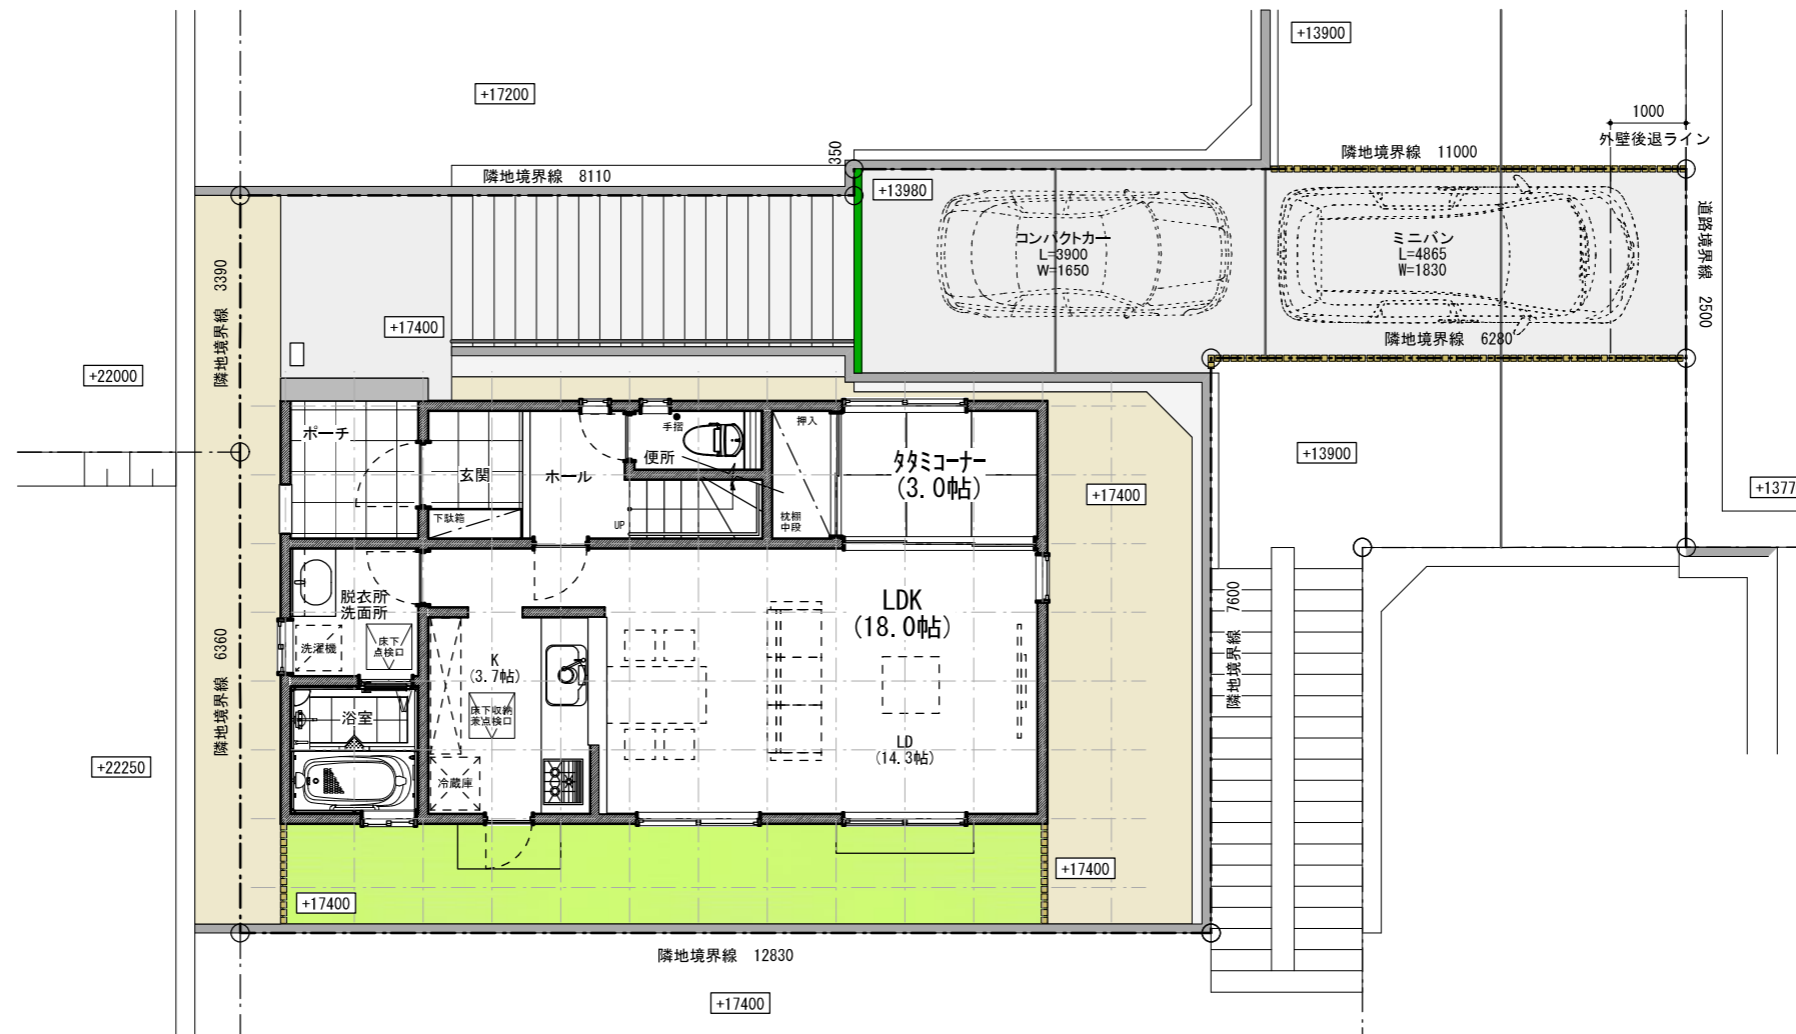 +13900
+17200
1000
外壁後退ライン
隣地境界線 11000
350
隣地境界線 8110
+13980
コンパクトカー
L=3900
W=1650
ミニバン
L=4865
W=1830
道路境界線 2500
隣地境界線 3390
+17400
隣地境界線 6280
+22000
ポーチ
玄関
ホール
手摺
便所
押入
タタミコーナー
(3.0帖)
+13900
+17400
+1377
下駄箱
UP
枕棚
中段
脱衣所
洗面所
洗濯機
床下
点検口
LDK
(18.0帖)
隣地境界線 7600
隣地境界線 6360
K
(3.7帖)
床下収納
兼点検口
浴室
LD
(14.3帖)
冷蔵庫
+22250
+17400
+17400
隣地境界線 12830
+17400